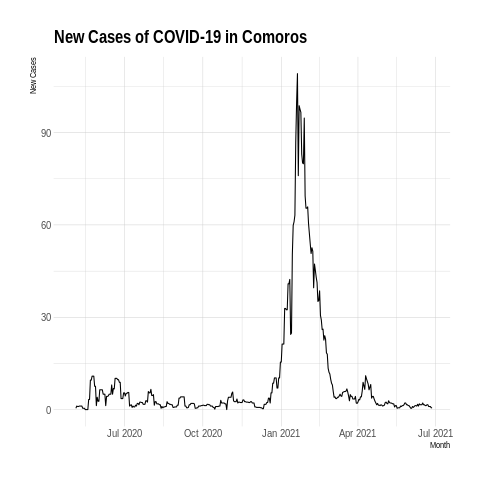 New Cases of COVID-19 in Comoros
New Cases
90
60
30
0
Jul 2020 Oct 2020 Jan 2021 Apr 2021 Jul 2021
Month